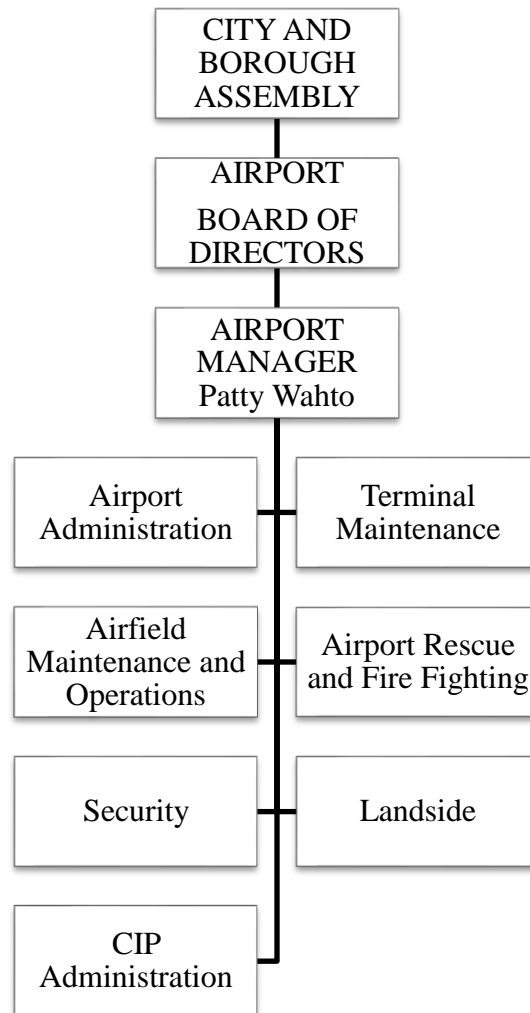 CITY AND
BOROUGH
ASSEMBLY
AIRPORT
BOARD OF
DIRECTORS
AIRPORT
MANAGER
Patty Wahto
Airport
Administration
Terminal
Maintenance
Airfield
Maintenance and
Operations
Airport Rescue
and Fire Fighting
Security
Landside
CIP
Administration